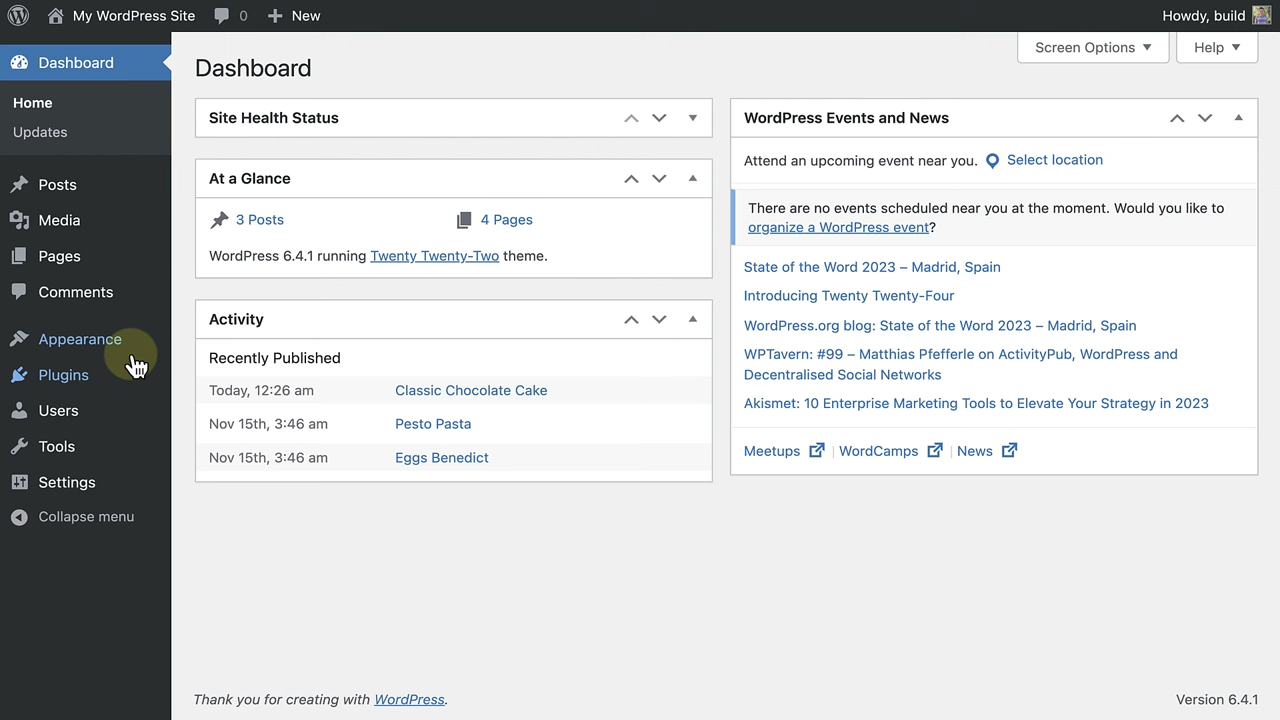 My WordPress Site
0
New
Howdy, build
Dashboard
Home
Updates
Posts
Media
Pages
Comments
Appearance
Plugins
Users
Tools
Settings
Collapse menu
Screen Options
Help
Dashboard
Site Health Status
At a Glance
3 Posts
4 Pages
WordPress 6.4.1 running Twenty Twenty-Two theme.
Activity
Recently Published
Today, 12:26 am Classic Chocolate Cake
Nov 15th, 3:46 am Pesto Pasta
Nov 15th, 3:46 am Eggs Benedict
WordPress Events and News
Attend an upcoming event near you. Select location
There are no events scheduled near you at the moment. Would you like to
organize a WordPress event?
State of the Word 2023 – Madrid, Spain
Introducing Twenty Twenty-Four
WordPress.org blog: State of the Word 2023 – Madrid, Spain
WPTavern: #99 – Matthias Pfefferle on ActivityPub, WordPress and
Decentralised Social Networks
Akismet: 10 Enterprise Marketing Tools to Elevate Your Strategy in 2023
Meetups | WordCamps | News
Thank you for creating with WordPress.
Version 6.4.1